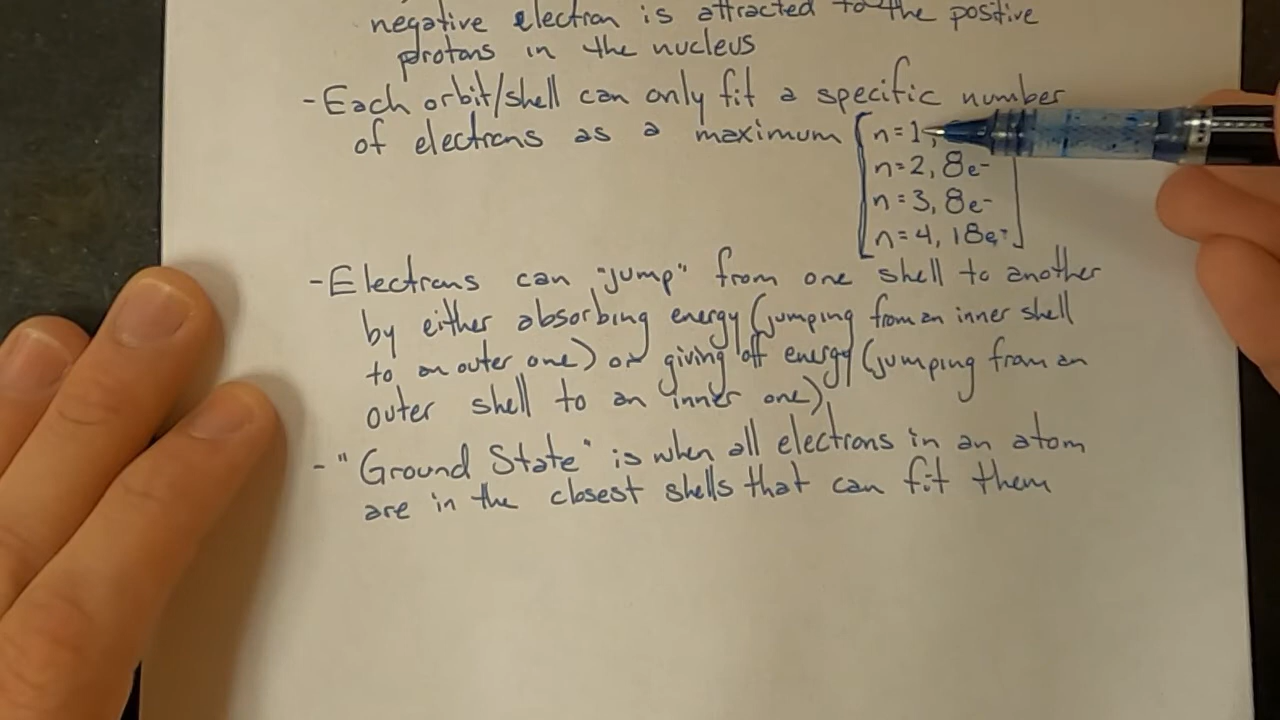 negative electron is attracted to the positive
protons in the nucleus
- Each orbit/shell can only fit a specific number
of electrons as a maximum [n=1,
n=2, 8e-
n=3, 8e-
n=4, 18e-]
- Electrons can "jump" from one shell to another
by either absorbing energy (jumping from an inner shell
to an outer one) or giving off energy (jumping from an
outer shell to an inner one)
- "Ground State" is when all electrons in an atom
are in the closest shells that can fit them